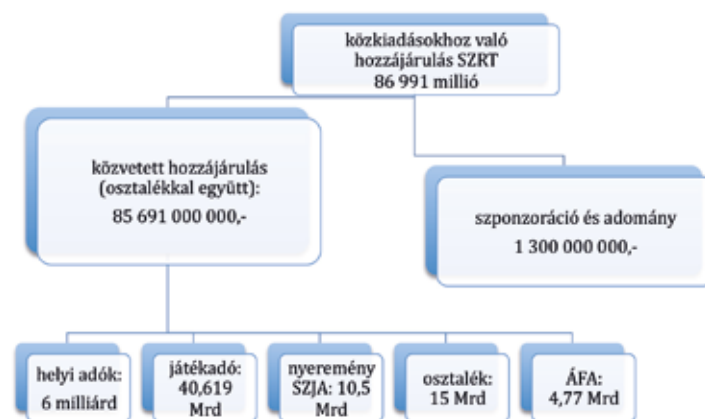 közkiadásokhoz való
hozzájárulás SZRT
86 991 millió
közvetett hozzájárulás
(osztalékkal együtt):
85 691 000 000,-
szponzoráció és adomány
1 300 000 000,-
helyi adók:
6 milliárd
játékadó:
40,619
Mrd
nyeremény
SZJA: 10,5
Mrd
osztalék:
15 Mrd
ÁFA:
4,77 Mrd